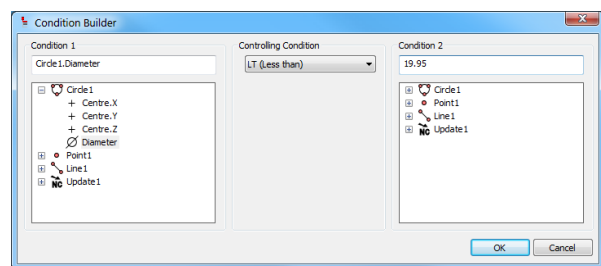 Condition Builder
Condition 1
Circle1.Diameter
Circle1
Centre.X
Centre.Y
Centre.Z
Diameter
Point1
Line1
NC Update1
Controlling Condition
LT (Less than)
Condition 2
19.95
Circle1
Point1
Line1
NC Update1
OK
Cancel